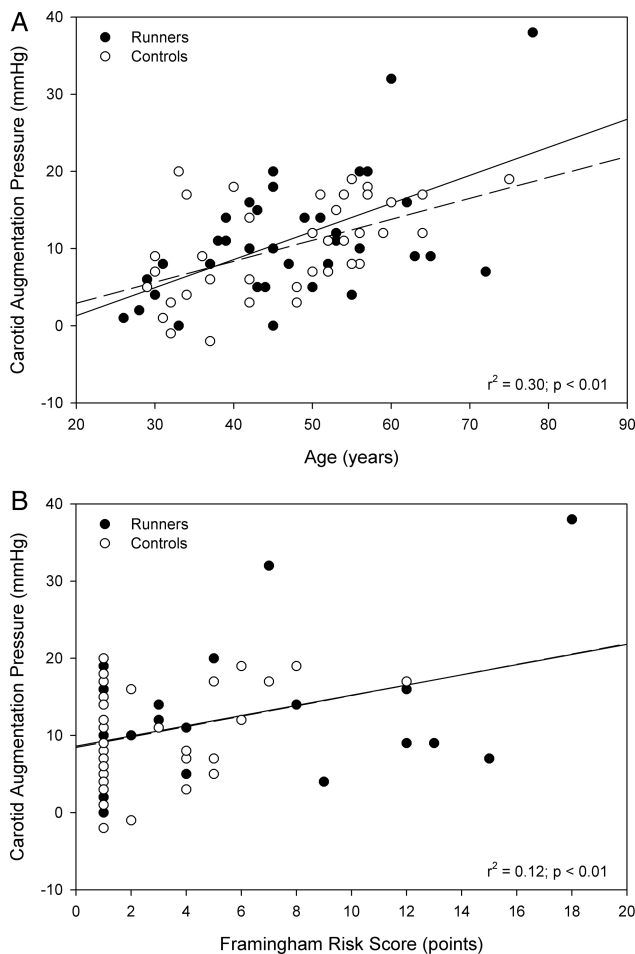 A
Carotid Augmentation Pressure (mmHg)
40
30
20
10
0
-10
Runners
Controls
r² = 0.30; p < 0.01
20 30 40 50 60 70 80 90
Age (years)
B
Carotid Augmentation Pressure (mmHg)
40
30
20
10
0
-10
Runners
Controls
r² = 0.12; p < 0.01
0 2 4 6 8 10 12 14 16 18 20
Framingham Risk Score (points)